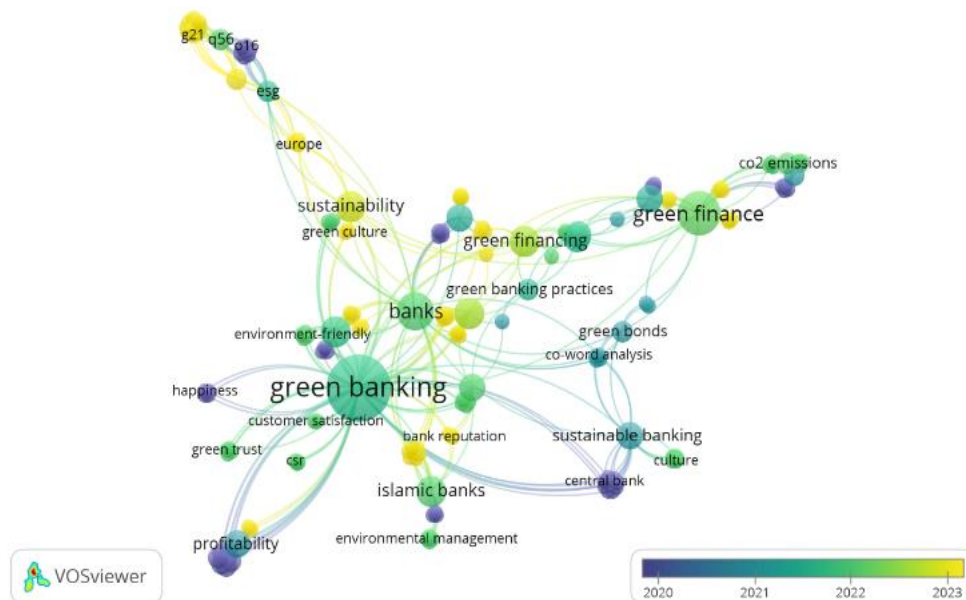 g21
q56
o16
esg
europe
co2 emissions
sustainability
green finance
green culture
green financing
green banking practices
banks
environment-friendly
green bonds
co-word analysis
green banking
happiness
customer satisfaction
bank reputation
sustainable banking
green trust
csr
culture
central bank
islamic banks
environmental management
profitability
VOSviewer
2020 2021 2022 2023